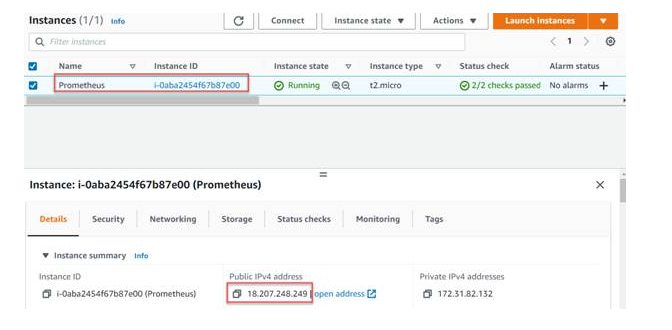 Instances (1/1) Info Connect Instance state ▼ Actions ▼ Launch instances ▼
Filter instances < 1 >
Name Instance ID Instance state Instance type Status check Alarm status
Prometheus i-0aba2454f67b87e00 Running t2.micro 2/2 checks passed No alarms +
=
Instance: i-0aba2454f67b87e00 (Prometheus)
Details Security Networking Storage Status checks Monitoring Tags
▼ Instance summary Info
Instance ID Public IPv4 address Private IPv4 addresses
i-0aba2454f67b87e00 (Prometheus) 18.207.248.249 | open address 172.31.82.132